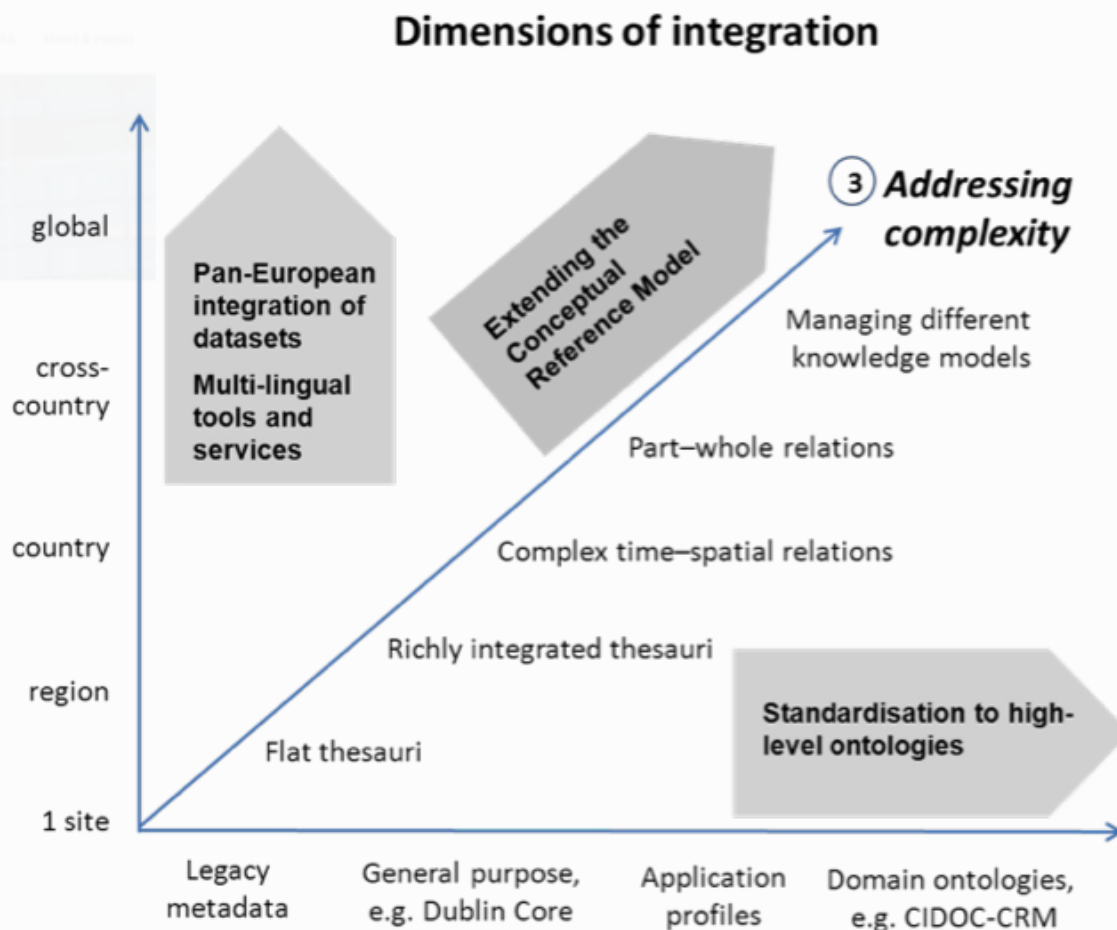 Dimensions of integration
global
cross-
country
country
region
1 site
Pan-European
integration of
datasets
Multi-lingual
tools and
services
Extending the
Conceptual
Reference Model
3 Addressing
complexity
Managing different
knowledge models
Part–whole relations
Complex time–spatial relations
Richly integrated thesauri
Flat thesauri
Standardisation to high-
level ontologies
Legacy
metadata
General purpose,
e.g. Dublin Core
Application
profiles
Domain ontologies,
e.g. CIDOC-CRM